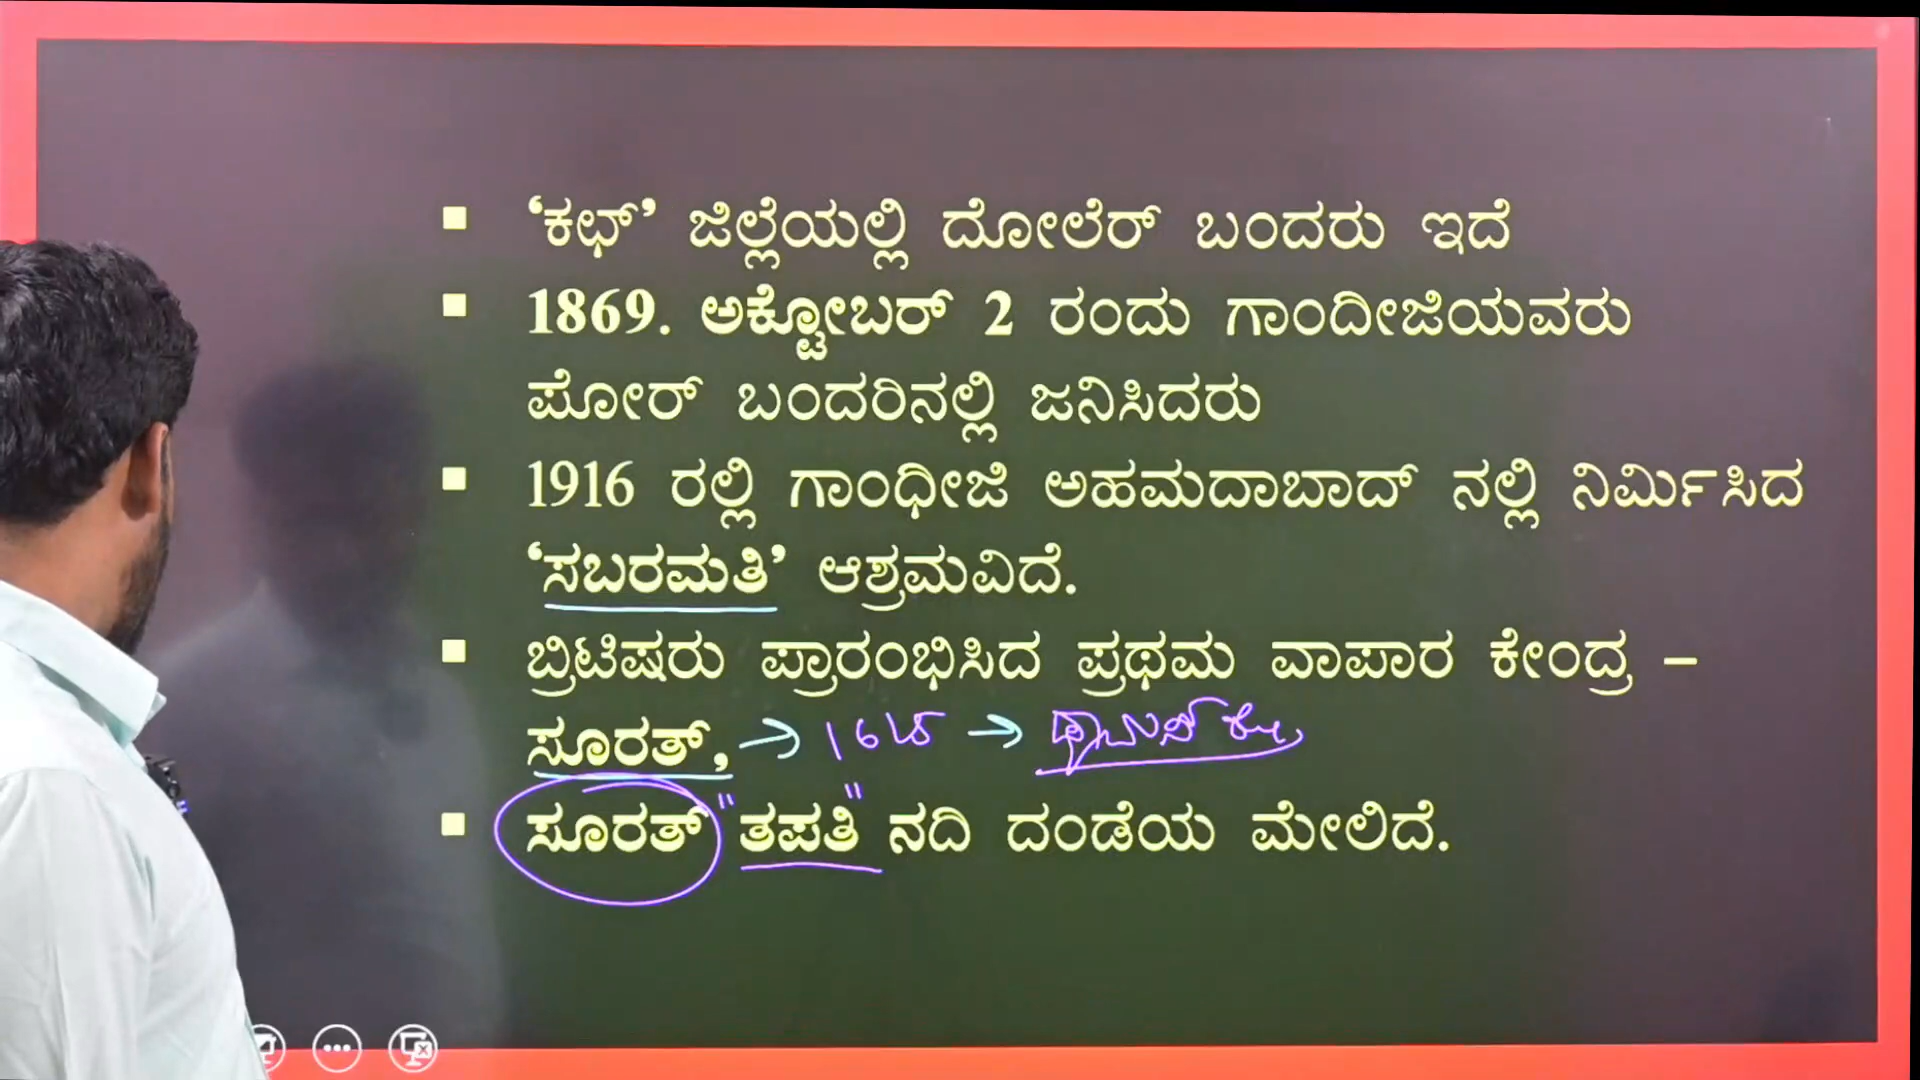 ▪ ‘ಕಛ್’ ಜಿಲ್ಲೆಯಲ್ಲಿ ದೋಲೆರ್ ಬಂದರು ಇದೆ
▪ 1869. ಅಕ್ಟೋಬರ್ 2 ರಂದು ಗಾಂದೀಜಿಯವರು
ಪೋರ್ ಬಂದರಿನಲ್ಲಿ ಜನಿಸಿದರು
▪ 1916 ರಲ್ಲಿ ಗಾಂಧೀಜಿ ಅಹಮದಾಬಾದ್ ನಲ್ಲಿ ನಿರ್ಮಿಸಿದ
‘ಸಬರಮತಿ’ ಆಶ್ರಮವಿದೆ.
▪ ಬ್ರಿಟಿಷರು ಪ್ರಾರಂಭಿಸಿದ ಪ್ರಥಮ ವಾಪಾರ ಕೇಂದ್ರ –
ಸೂರತ್, →
▪ ಸೂರತ್ "ತಪತಿ" ನದಿ ದಂಡೆಯ ಮೇಲಿದೆ.